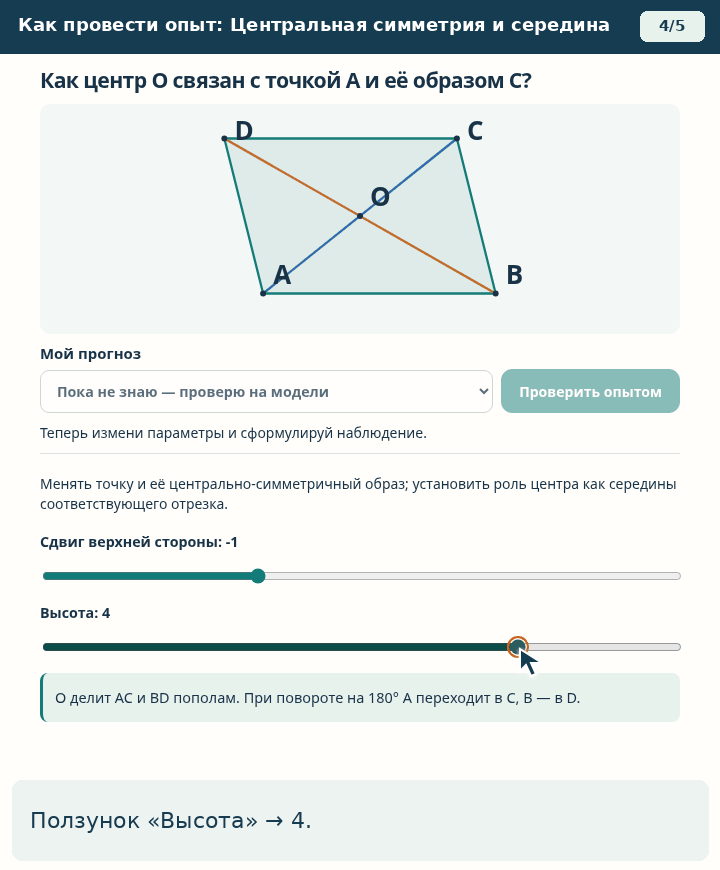 Как провести опыт: Центральная симметрия и середина
4/5
Как центр O связан с точкой A и её образом C?
D
C
O
A
B
Мой прогноз
Пока не знаю — проверю на модели
Проверить опытом
Теперь измени параметры и сформулируй наблюдение.
Менять точку и её центрально-симметричный образ; установить роль центра как середины
соответствующего отрезка.
Сдвиг верхней стороны: -1
Высота: 4
O делит AC и BD пополам. При повороте на 180° A переходит в C, B — в D.
Ползунок «Высота» → 4.